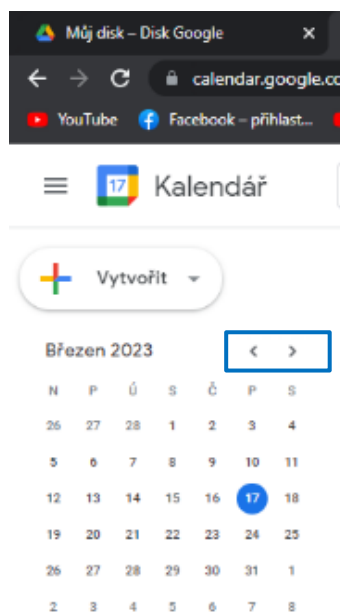 Můj disk – Disk Google
calendar.google.co
YouTube Facebook – přihlast...
17 Kalendář
Vytvořit
Březen 2023
N P Ú S Č P S
26 27 28 1 2 3 4
5 6 7 8 9 10 11
12 13 14 15 16 17 18
19 20 21 22 23 24 25
26 27 28 29 30 31 1
2 3 4 5 6 7 8